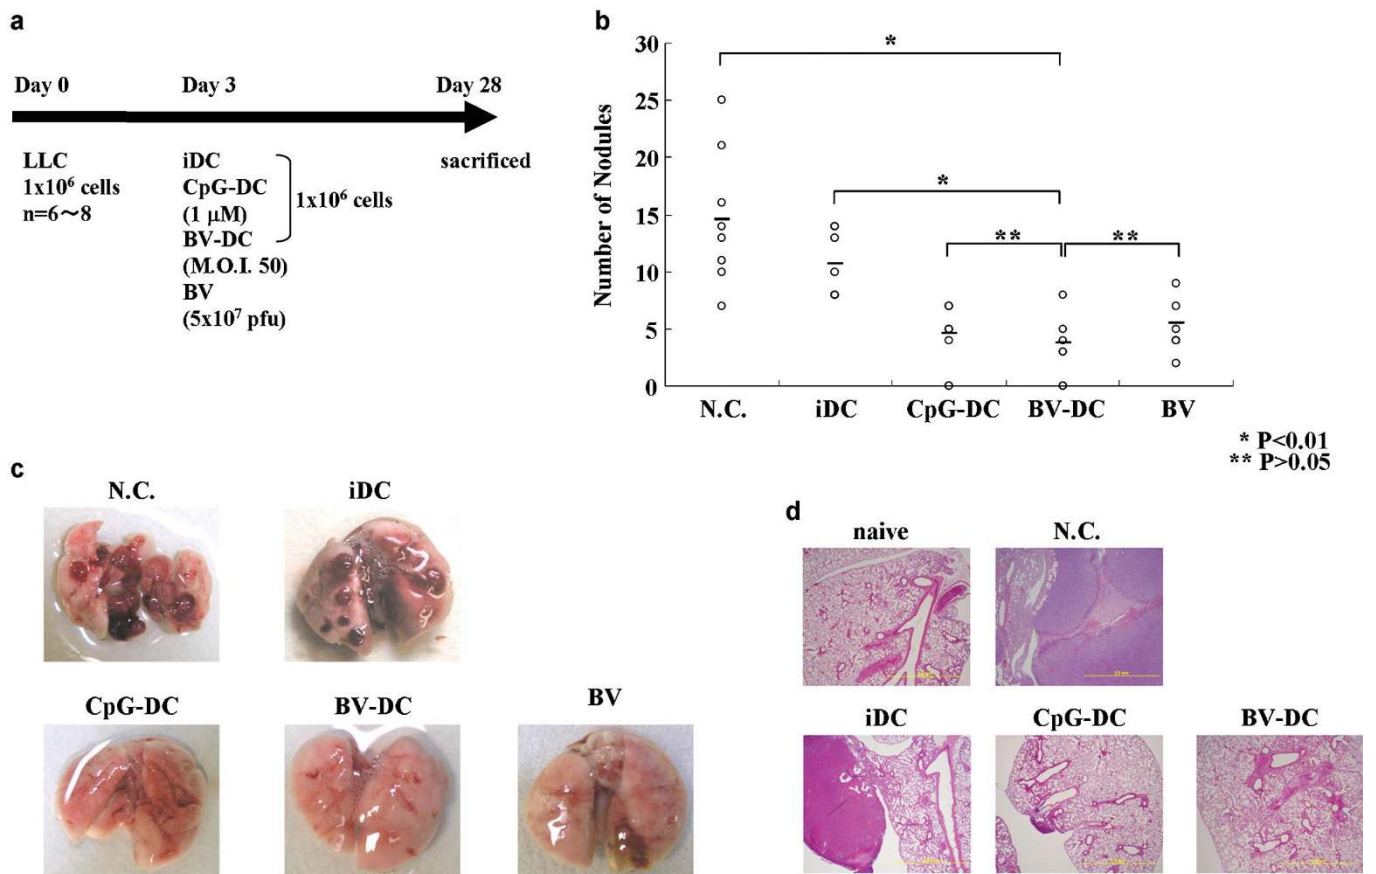 a
Day 0 Day 3 Day 28
LLC
1x10⁶ cells
n=6～8
iDC
CpG-DC
(1 μM)
BV-DC
(M.O.I. 50)
BV
(5x10⁷ pfu)
1x10⁶ cells
sacrificed
b
Number of Nodules
30
25
20
15
10
5
0
*
*
** **
N.C. iDC CpG-DC BV-DC BV
* P<0.01
** P>0.05
c
N.C. iDC
CpG-DC BV-DC BV
d
naive N.C.
iDC CpG-DC BV-DC